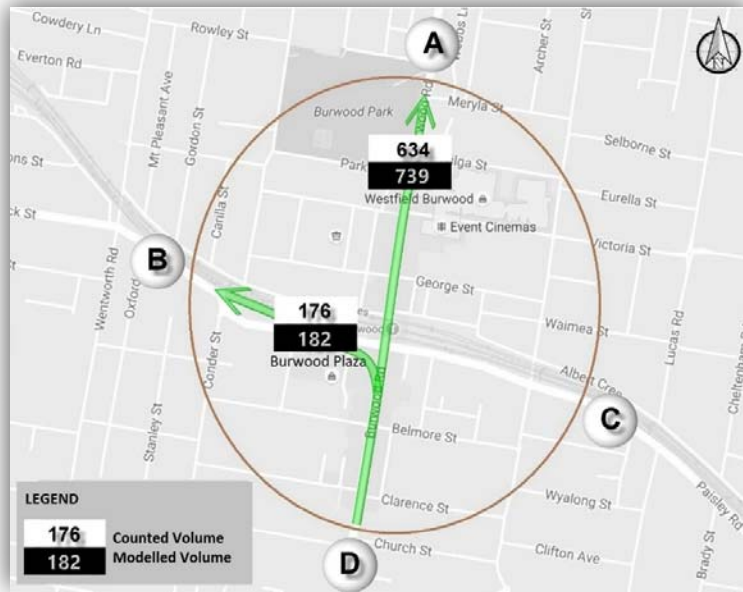 Cowdery Ln
Rowley St
Everton Rd
Mt Pleasant Ave
Gordon St
Archer St
A
N
Burwood Park
Meryla St
Selborne St
634
739
Park
Westfield Burwood
Eurella St
Event Cinemas
Victoria St
Carilla St
B
Wentworth Rd
Oxford
George St
Waimea St
Lucas Rd
Cheltenham
176
182
Burwood Plaza
Conder St
Stanley St
Burwood Rd
Albert Cres
C
Belmore St
Paisley Rd
LEGEND
176
Counted Volume
182
Modelled Volume
Clarence St
Wyalong St
D
Church St
Clifton Ave
Brady St